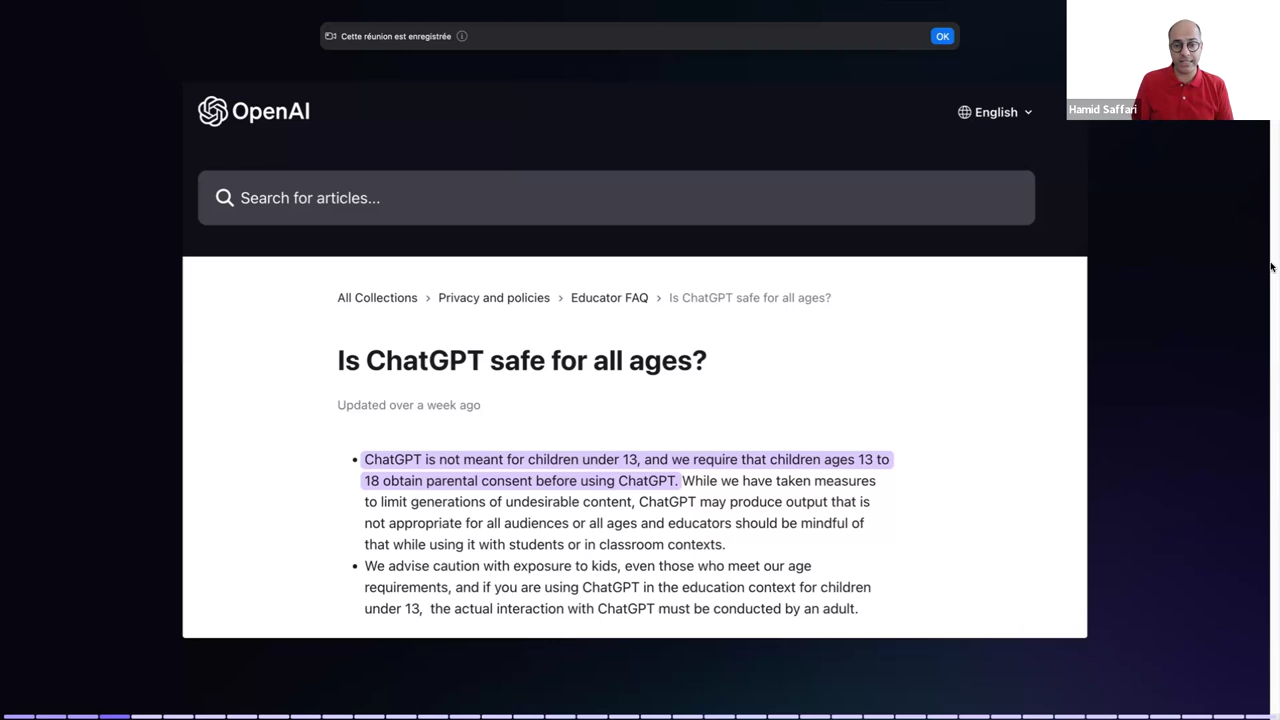 Cette réunion est enregistrée
OK
Hamid Saffari
OpenAI
English
Search for articles...
All Collections > Privacy and policies > Educator FAQ > Is ChatGPT safe for all ages?
Is ChatGPT safe for all ages?
Updated over a week ago
• ChatGPT is not meant for children under 13, and we require that children ages 13 to
18 obtain parental consent before using ChatGPT. While we have taken measures
to limit generations of undesirable content, ChatGPT may produce output that is
not appropriate for all audiences or all ages and educators should be mindful of
that while using it with students or in classroom contexts.
• We advise caution with exposure to kids, even those who meet our age
requirements, and if you are using ChatGPT in the education context for children
under 13, the actual interaction with ChatGPT must be conducted by an adult.